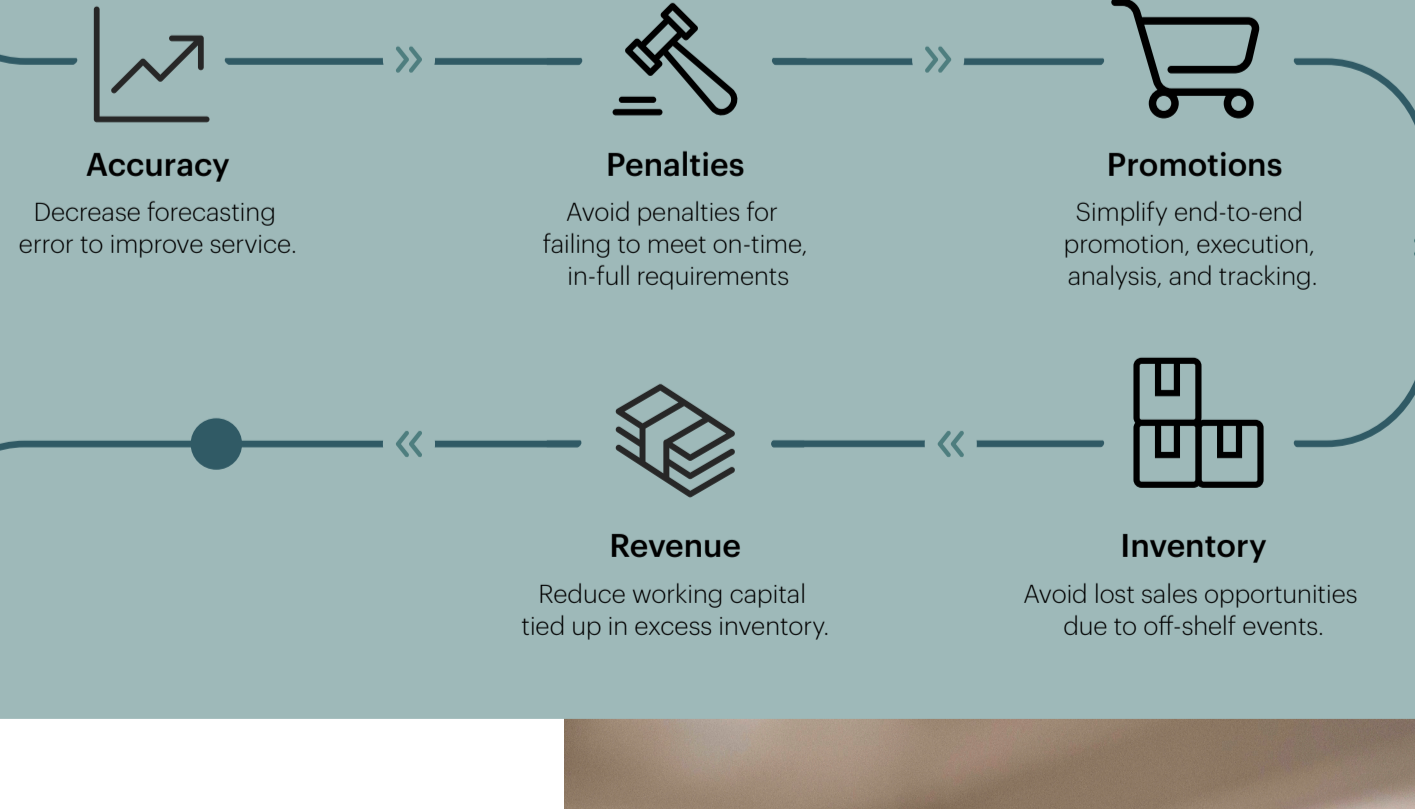 Accuracy
Decrease forecasting
error to improve service.
Penalties
Avoid penalties for
failing to meet on-time,
in-full requirements
Promotions
Simplify end-to-end
promotion, execution,
analysis, and tracking.
Revenue
Reduce working capital
tied up in excess inventory.
Inventory
Avoid lost sales opportunities
due to off-shelf events.